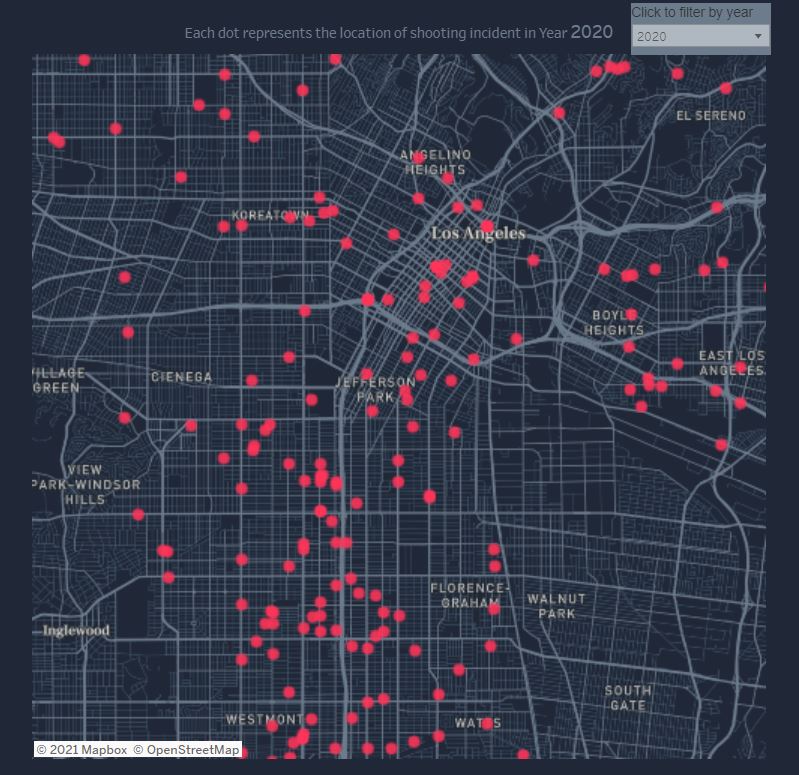 Click to filter by year
Each dot represents the location of shooting incident in Year 2020
2020
EL SERENO
ANGELINO
HEIGHTS
KOREATOWN
Los Angeles
BOYLE
HEIGHTS
EAST LOS
ANGELES
VILLAGE
GREEN
CIENEGA
JEFFERSON
PARK
VIEW
PARK-WINDSOR
HILLS
FLORENCE-
GRAHAM
WALNUT
PARK
Inglewood
SOUTH
GATE
WESTMONT
WATTS
© 2021 Mapbox © OpenStreetMap